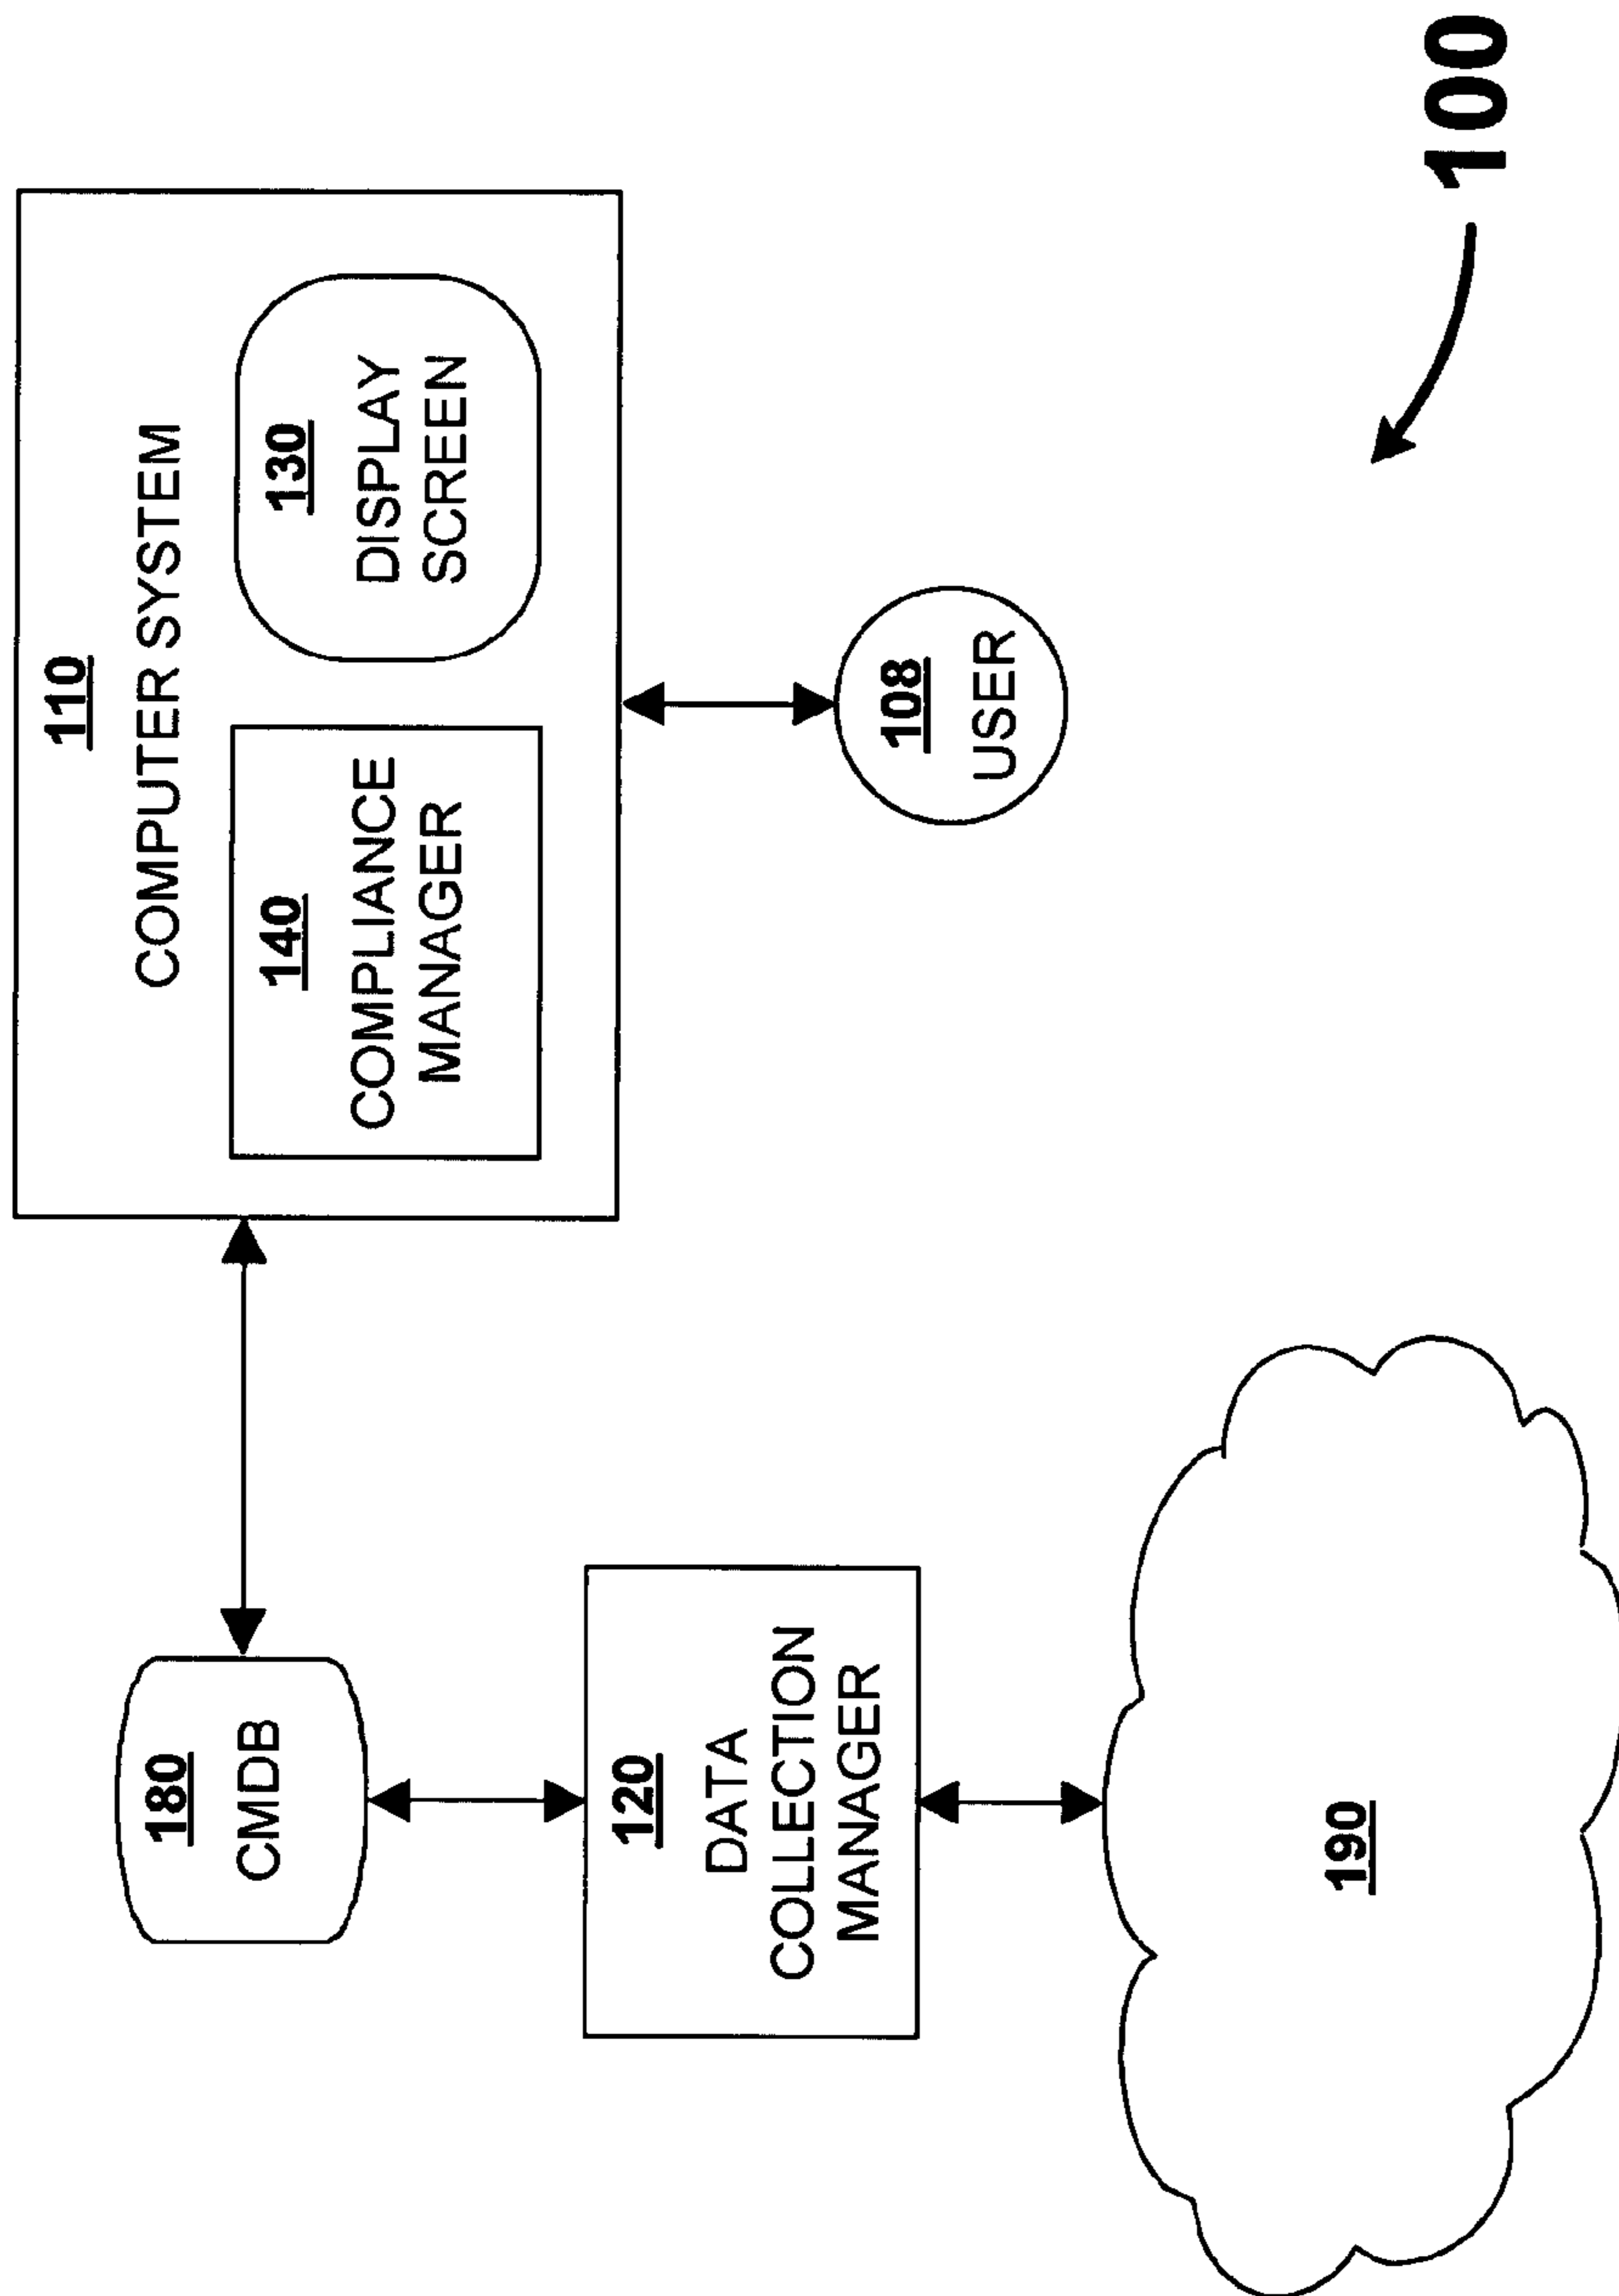 110
COMPUTER SYSTEM
140
COMPLIANCE
MANAGER
130
DISPLAY
SCREEN
180
CMDB
108
USER
120
DATA
COLLECTION
MANAGER
190
100